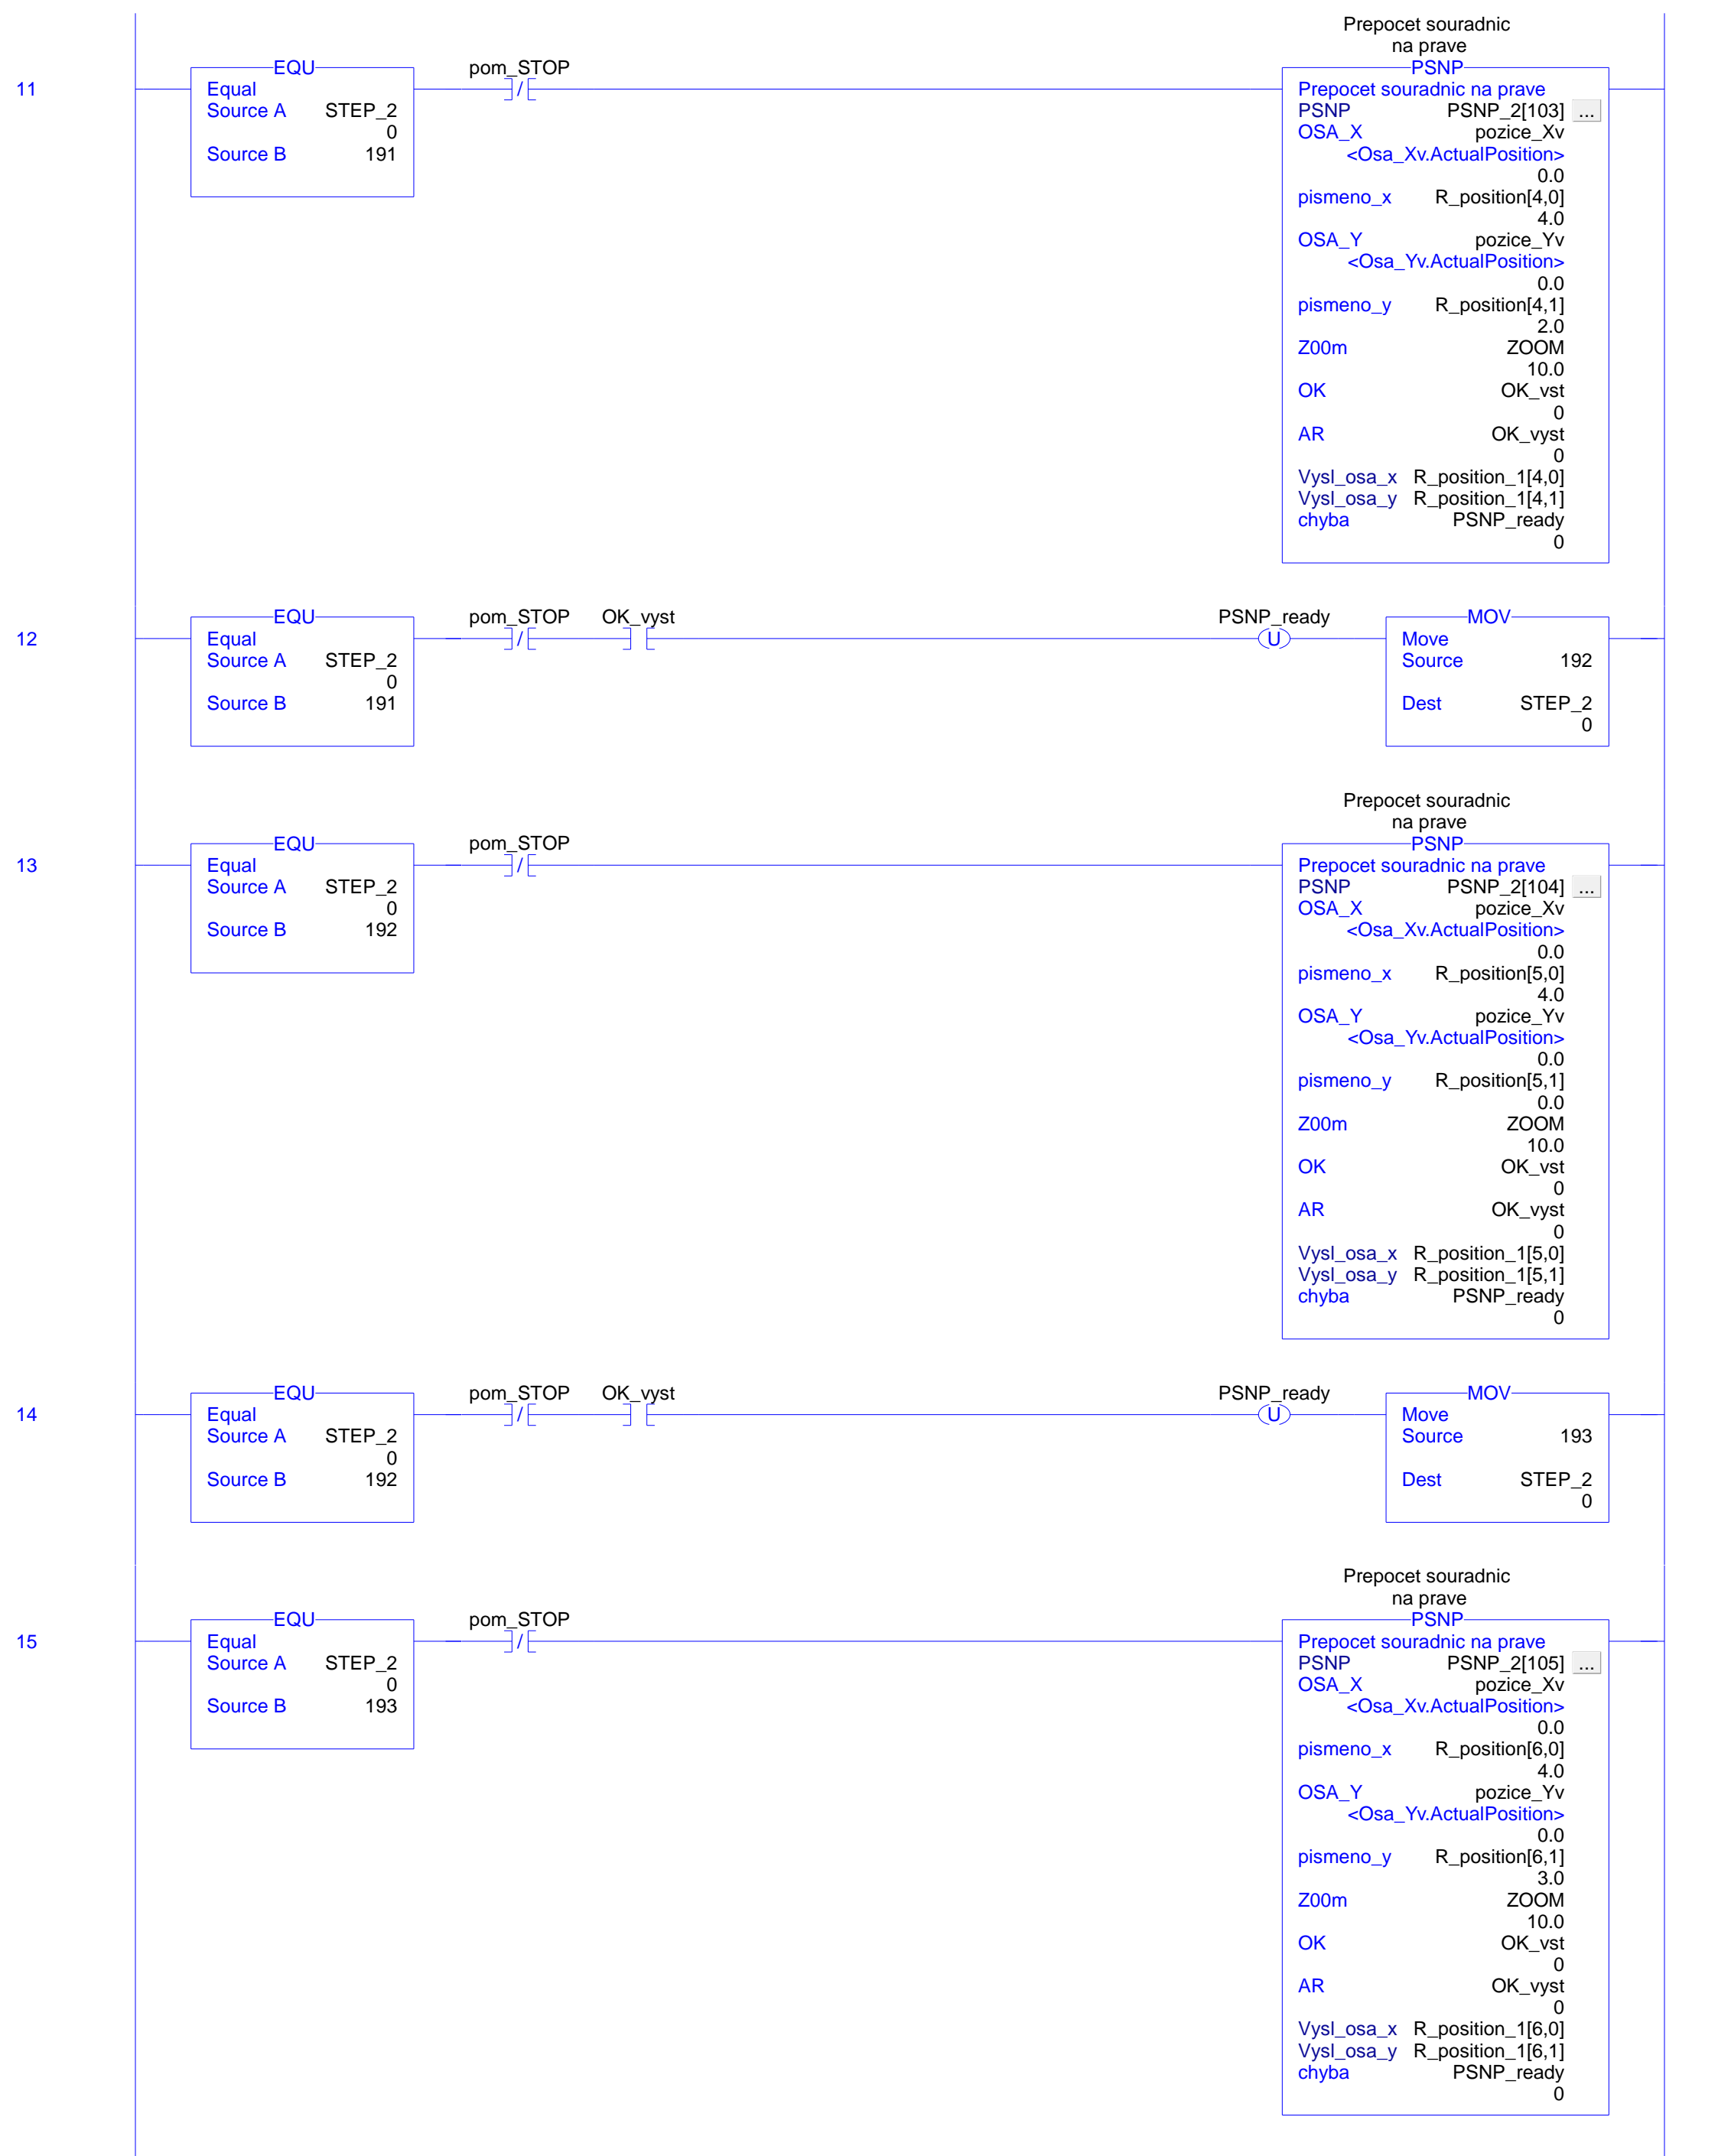 Prepocet souradnic
na prave
11
EQU
Equal
Source A STEP_2
0
Source B 191
pom_STOP
PSNP
Prepocet souradnic na prave
PSNP PSNP_2[103] ...
OSA_X pozice_Xv
<Osa_Xv.ActualPosition>
0.0
pismeno_x R_position[4,0]
4.0
OSA_Y pozice_Yv
<Osa_Yv.ActualPosition>
0.0
pismeno_y R_position[4,1]
2.0
Z00m ZOOM
10.0
OK OK_vst
0
AR OK_vyst
0
Vysl_osa_x R_position_1[4,0]
Vysl_osa_y R_position_1[4,1]
chyba PSNP_ready
0
12
EQU
Equal
Source A STEP_2
0
Source B 191
pom_STOP OK_vyst
PSNP_ready
U
MOV
Move
Source 192
Dest STEP_2
0
Prepocet souradnic
na prave
13
EQU
Equal
Source A STEP_2
0
Source B 192
pom_STOP
PSNP
Prepocet souradnic na prave
PSNP PSNP_2[104] ...
OSA_X pozice_Xv
<Osa_Xv.ActualPosition>
0.0
pismeno_x R_position[5,0]
4.0
OSA_Y pozice_Yv
<Osa_Yv.ActualPosition>
0.0
pismeno_y R_position[5,1]
0.0
Z00m ZOOM
10.0
OK OK_vst
0
AR OK_vyst
0
Vysl_osa_x R_position_1[5,0]
Vysl_osa_y R_position_1[5,1]
chyba PSNP_ready
0
14
EQU
Equal
Source A STEP_2
0
Source B 192
pom_STOP OK_vyst
PSNP_ready
U
MOV
Move
Source 193
Dest STEP_2
0
Prepocet souradnic
na prave
15
EQU
Equal
Source A STEP_2
0
Source B 193
pom_STOP
PSNP
Prepocet souradnic na prave
PSNP PSNP_2[105] ...
OSA_X pozice_Xv
<Osa_Xv.ActualPosition>
0.0
pismeno_x R_position[6,0]
4.0
OSA_Y pozice_Yv
<Osa_Yv.ActualPosition>
0.0
pismeno_y R_position[6,1]
3.0
Z00m ZOOM
10.0
OK OK_vst
0
AR OK_vyst
0
Vysl_osa_x R_position_1[6,0]
Vysl_osa_y R_position_1[6,1]
chyba PSNP_ready
0